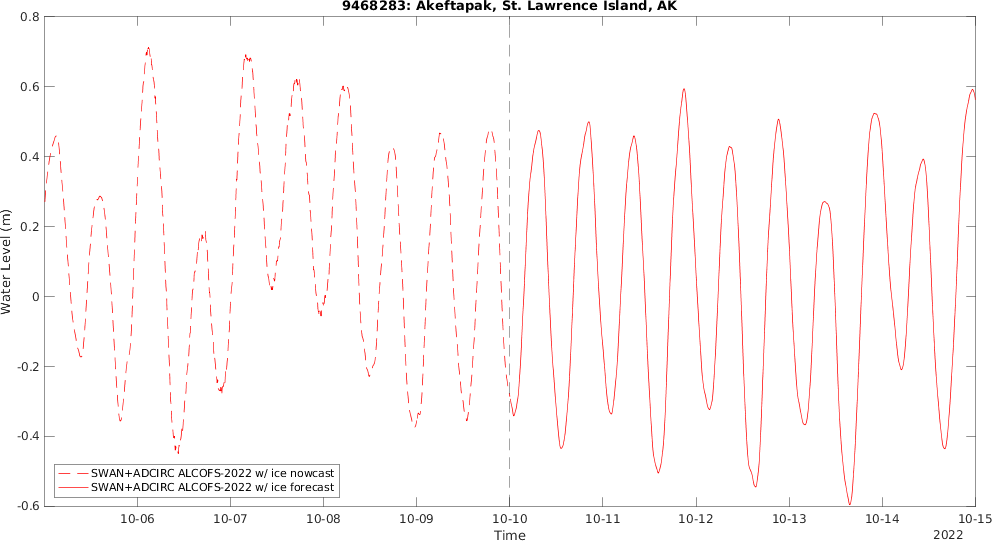 9468283: Akeftapak, St. Lawrence Island, AK
0.8
0.6
0.4
0.2
0
-0.2
-0.4
-0.6
Water Level (m)
SWAN+ADCIRC ALCOFS-2022 w/ ice nowcast
SWAN+ADCIRC ALCOFS-2022 w/ ice forecast
10-06 10-07 10-08 10-09 10-10 10-11 10-12 10-13 10-14 10-15
Time
2022